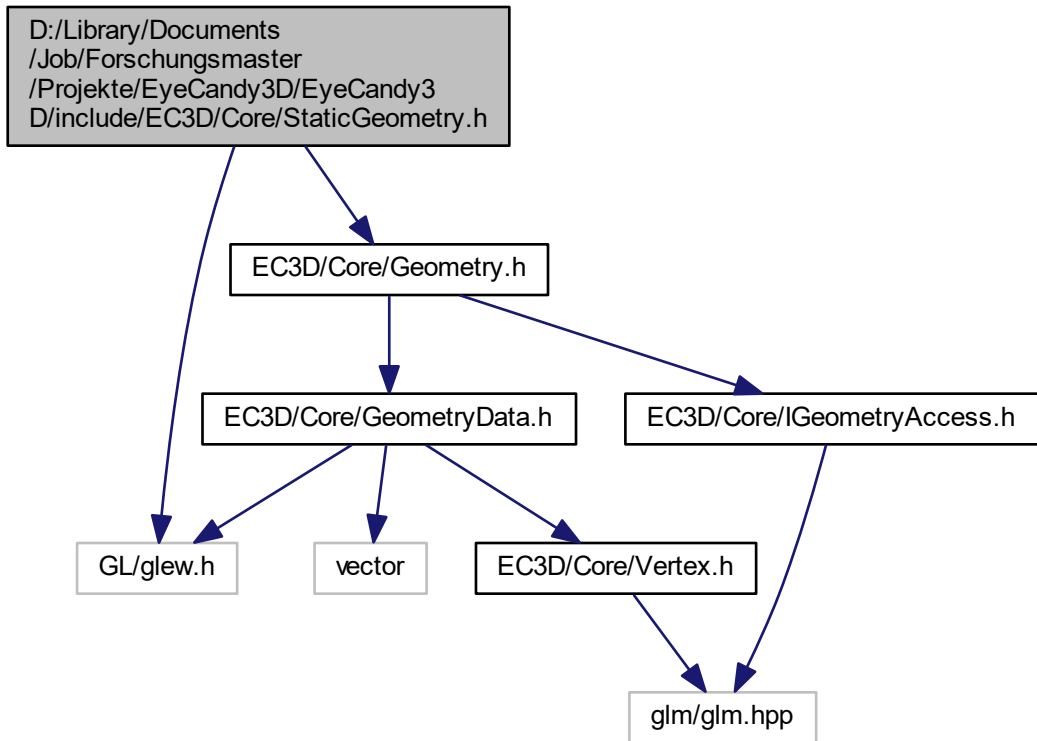 D:/Library/Documents
/Job/Forschungsmaster
/Projekte/EyeCandy3D/EyeCandy3
D/include/EC3D/Core/StaticGeometry.h
EC3D/Core/Geometry.h
EC3D/Core/GeometryData.h
EC3D/Core/IGeometryAccess.h
GL/glew.h
vector
EC3D/Core/Vertex.h
glm/glm.hpp